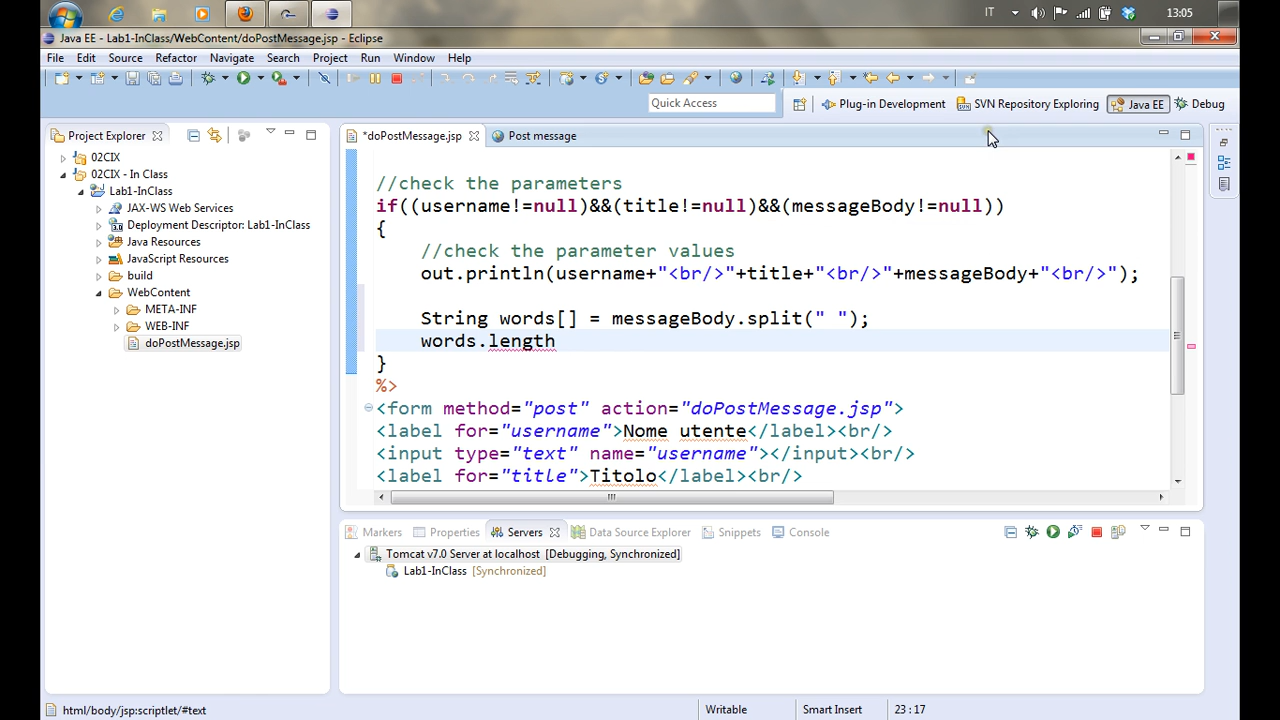 IT 13:05
Java EE - Lab1-InClass/WebContent/doPostMessage.jsp - Eclipse
File Edit Source Refactor Navigate Search Project Run Window Help
Quick Access Plug-in Development SVN Repository Exploring Java EE Debug
Project Explorer
*doPostMessage.jsp Post message
02CIX
02CIX - In Class
Lab1-InClass
JAX-WS Web Services
Deployment Descriptor: Lab1-InClass
Java Resources
JavaScript Resources
build
WebContent
META-INF
WEB-INF
doPostMessage.jsp
//check the parameters
if((username!=null)&&(title!=null)&&(messageBody!=null))
{
//check the parameter values
out.println(username+"<br/>"+title+"<br/>"+messageBody+"<br/>");
String words[] = messageBody.split(" ");
words.length
}
%>
<form method="post" action="doPostMessage.jsp">
<label for="username">Nome utente</label><br/>
<input type="text" name="username"></input><br/>
<label for="title">Titolo</label><br/>
Markers Properties Servers Data Source Explorer Snippets Console
Tomcat v7.0 Server at localhost [Debugging, Synchronized]
Lab1-InClass [Synchronized]
html/body/jsp:scriptlet/#text Writable Smart Insert 23 : 17